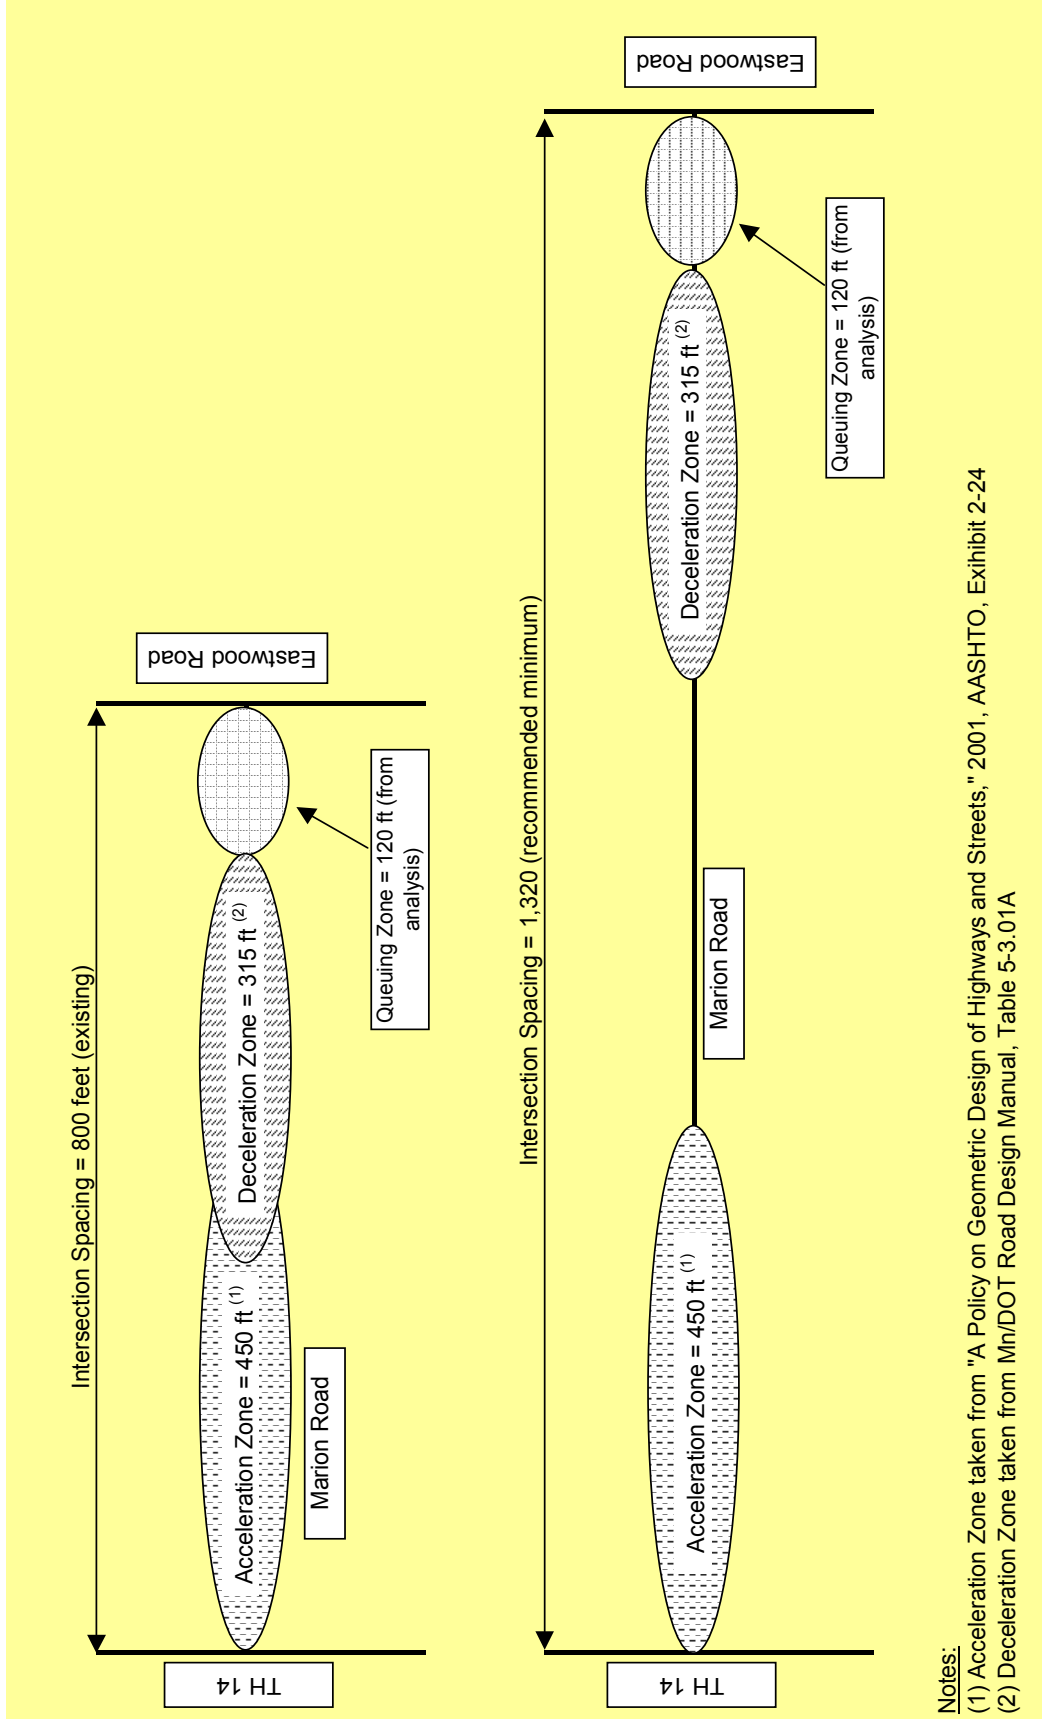 Intersection Spacing = 800 feet (existing)
TH 14
Acceleration Zone = 450 ft (1)
Deceleration Zone = 315 ft (2)
Eastwood Road
Marion Road
Queuing Zone = 120 ft (from
analysis)
Intersection Spacing = 1,320 (recommended minimum)
TH 14
Acceleration Zone = 450 ft (1)
Deceleration Zone = 315 ft (2)
Eastwood Road
Marion Road
Queuing Zone = 120 ft (from
analysis)
Notes:
(1) Acceleration Zone taken from "A Policy on Geometric Design of Highways and Streets," 2001, AASHTO, Exhibit 2-24
(2) Deceleration Zone taken from Mn/DOT Road Design Manual, Table 5-3.01A